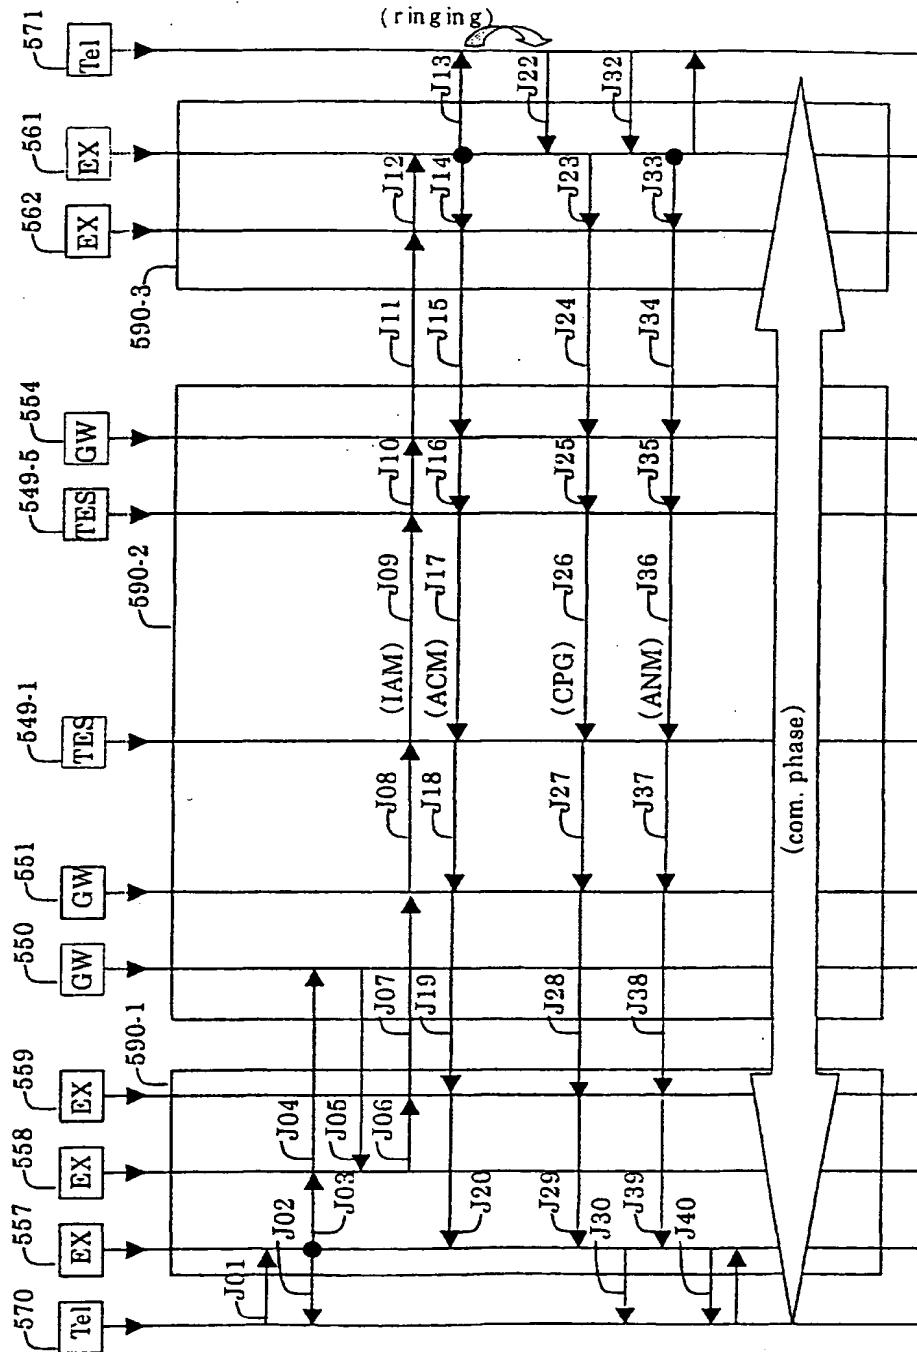 570
557
558
559
550
551
549-1
549-5
554
562
561
571
Tel
EX
EX
EX
GW
GW
TES
TES
GW
EX
EX
Tel
590-1
590-2
590-3
J01
J02
J03
J04
J05
J06
J07
J08
(IAM)
J09
J10
J11
J12
J13
(ringing)
J14
J15
J16
(ACM)
J17
J18
J19
J20
J22
J23
J24
J25
(CPG)
J26
J27
J28
J29
J30
J32
J33
J34
J35
(ANM)
J36
J37
J38
J39
J40
(com. phase)